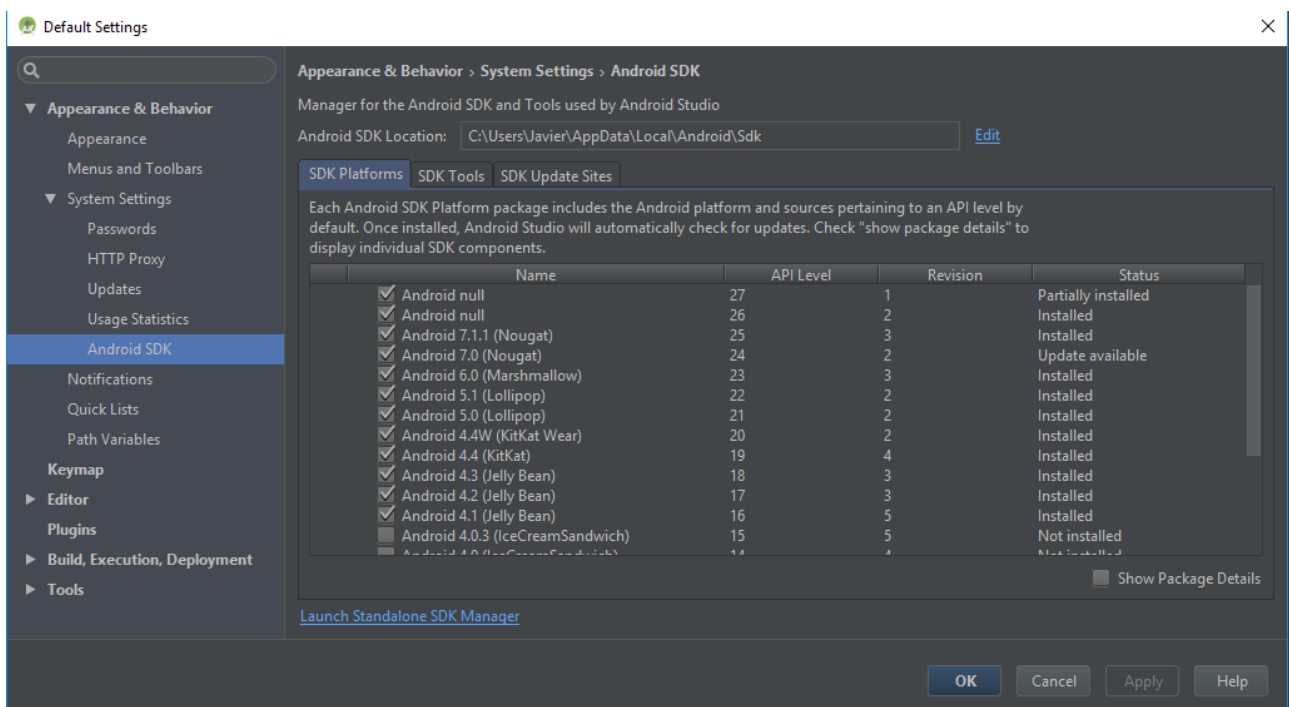 Default Settings
Appearance & Behavior
Appearance
Menus and Toolbars
System Settings
Passwords
HTTP Proxy
Updates
Usage Statistics
Android SDK
Notifications
Quick Lists
Path Variables
Keymap
Editor
Plugins
Build, Execution, Deployment
Tools
Appearance & Behavior › System Settings › Android SDK
Manager for the Android SDK and Tools used by Android Studio
Android SDK Location: C:\Users\Javier\AppData\Local\Android\Sdk Edit
SDK Platforms SDK Tools SDK Update Sites
Each Android SDK Platform package includes the Android platform and sources pertaining to an API level by
default. Once installed, Android Studio will automatically check for updates. Check "show package details" to
display individual SDK components.
Name API Level Revision Status
Android null 27 1 Partially installed
Android null 26 2 Installed
Android 7.1.1 (Nougat) 25 3 Installed
Android 7.0 (Nougat) 24 2 Update available
Android 6.0 (Marshmallow) 23 3 Installed
Android 5.1 (Lollipop) 22 2 Installed
Android 5.0 (Lollipop) 21 2 Installed
Android 4.4W (KitKat Wear) 20 2 Installed
Android 4.4 (KitKat) 19 4 Installed
Android 4.3 (Jelly Bean) 18 3 Installed
Android 4.2 (Jelly Bean) 17 3 Installed
Android 4.1 (Jelly Bean) 16 5 Installed
Android 4.0.3 (IceCreamSandwich) 15 5 Not installed
Android 4.0 (IceCreamSandwich) 14 4 Not installed
Show Package Details
Launch Standalone SDK Manager
OK Cancel Apply Help